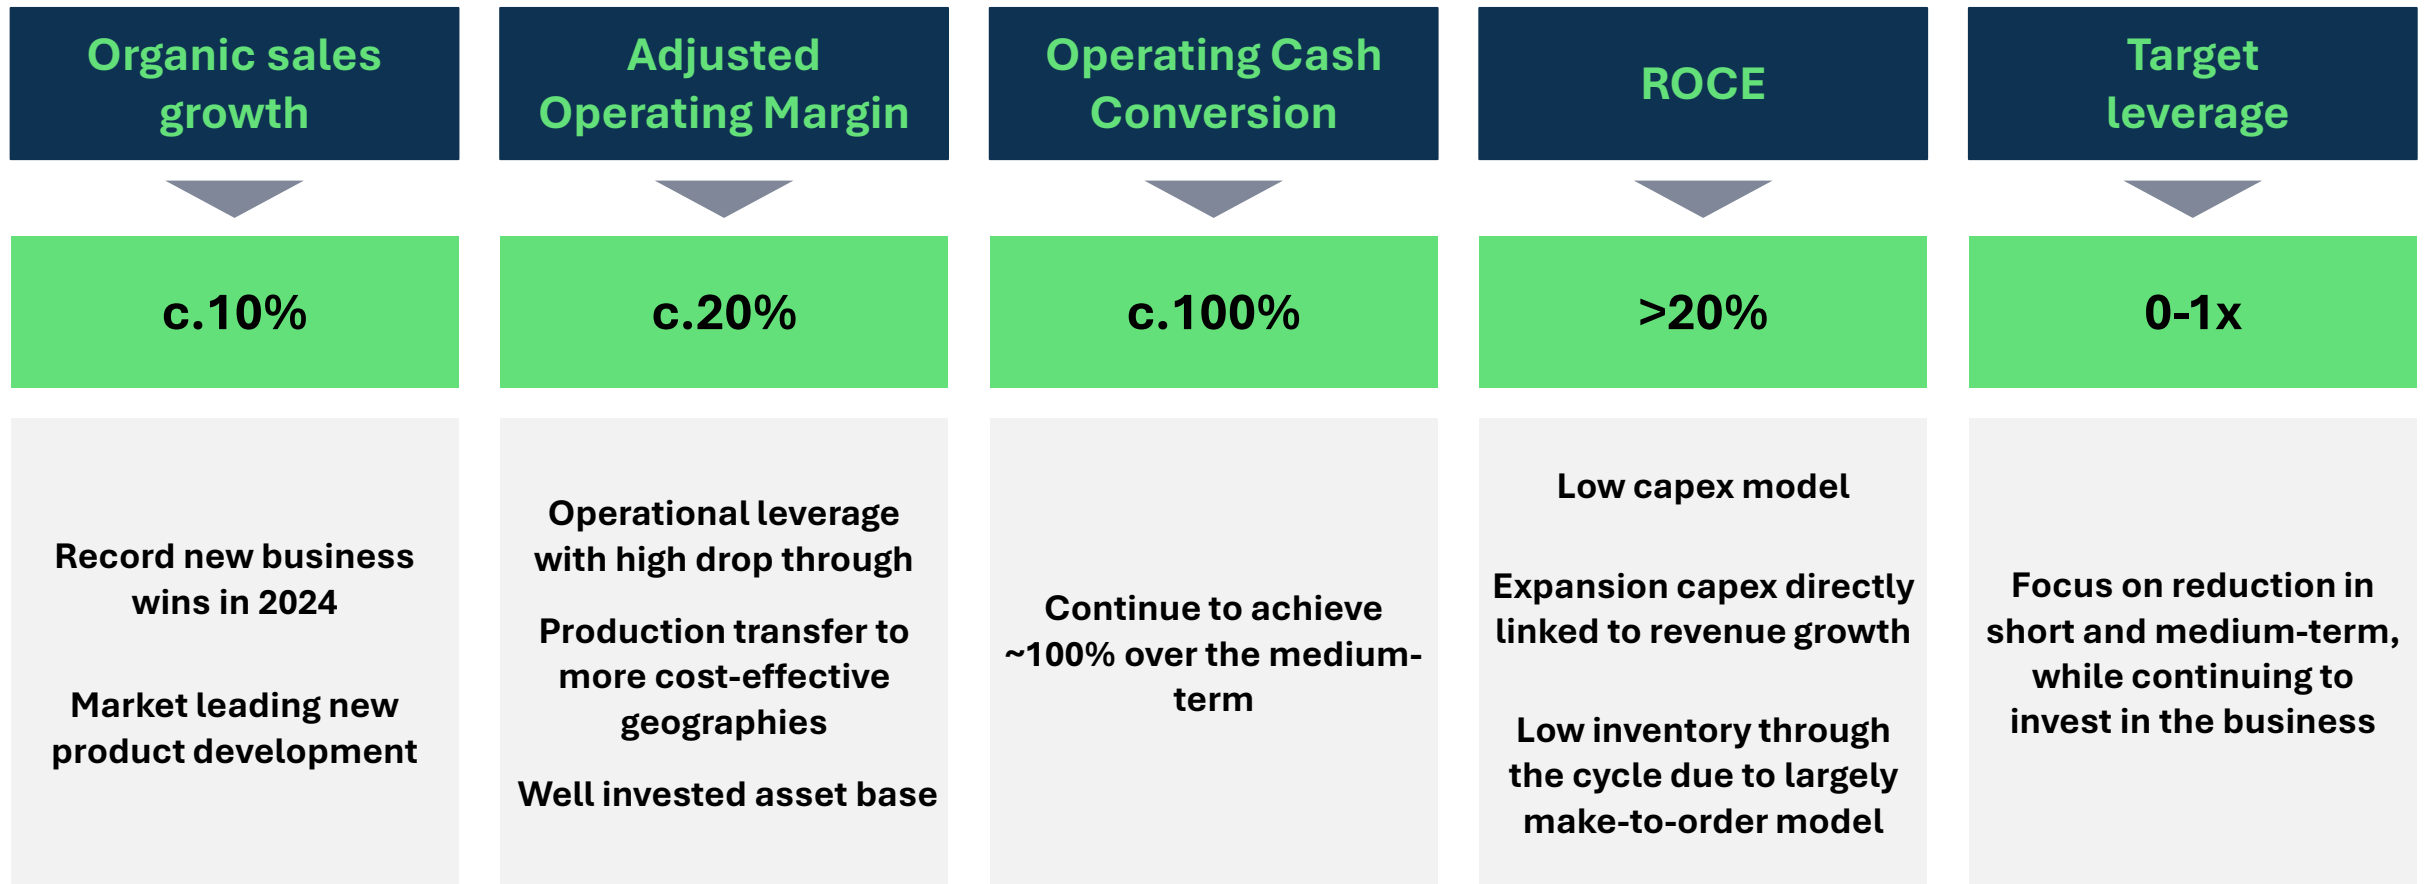 Organic sales
growth
c.10%
Record new business
wins in 2024
Market leading new
product development
Adjusted
Operating Margin
c.20%
Operational leverage
with high drop through
Production transfer to
more cost-effective
geographies
Well invested asset base
Operating Cash
Conversion
c.100%
Continue to achieve
~100% over the medium-
term
ROCE
>20%
Low capex model
Expansion capex directly
linked to revenue growth
Low inventory through
the cycle due to largely
make-to-order model
Target
leverage
0-1x
Focus on reduction in
short and medium-term,
while continuing to
invest in the business